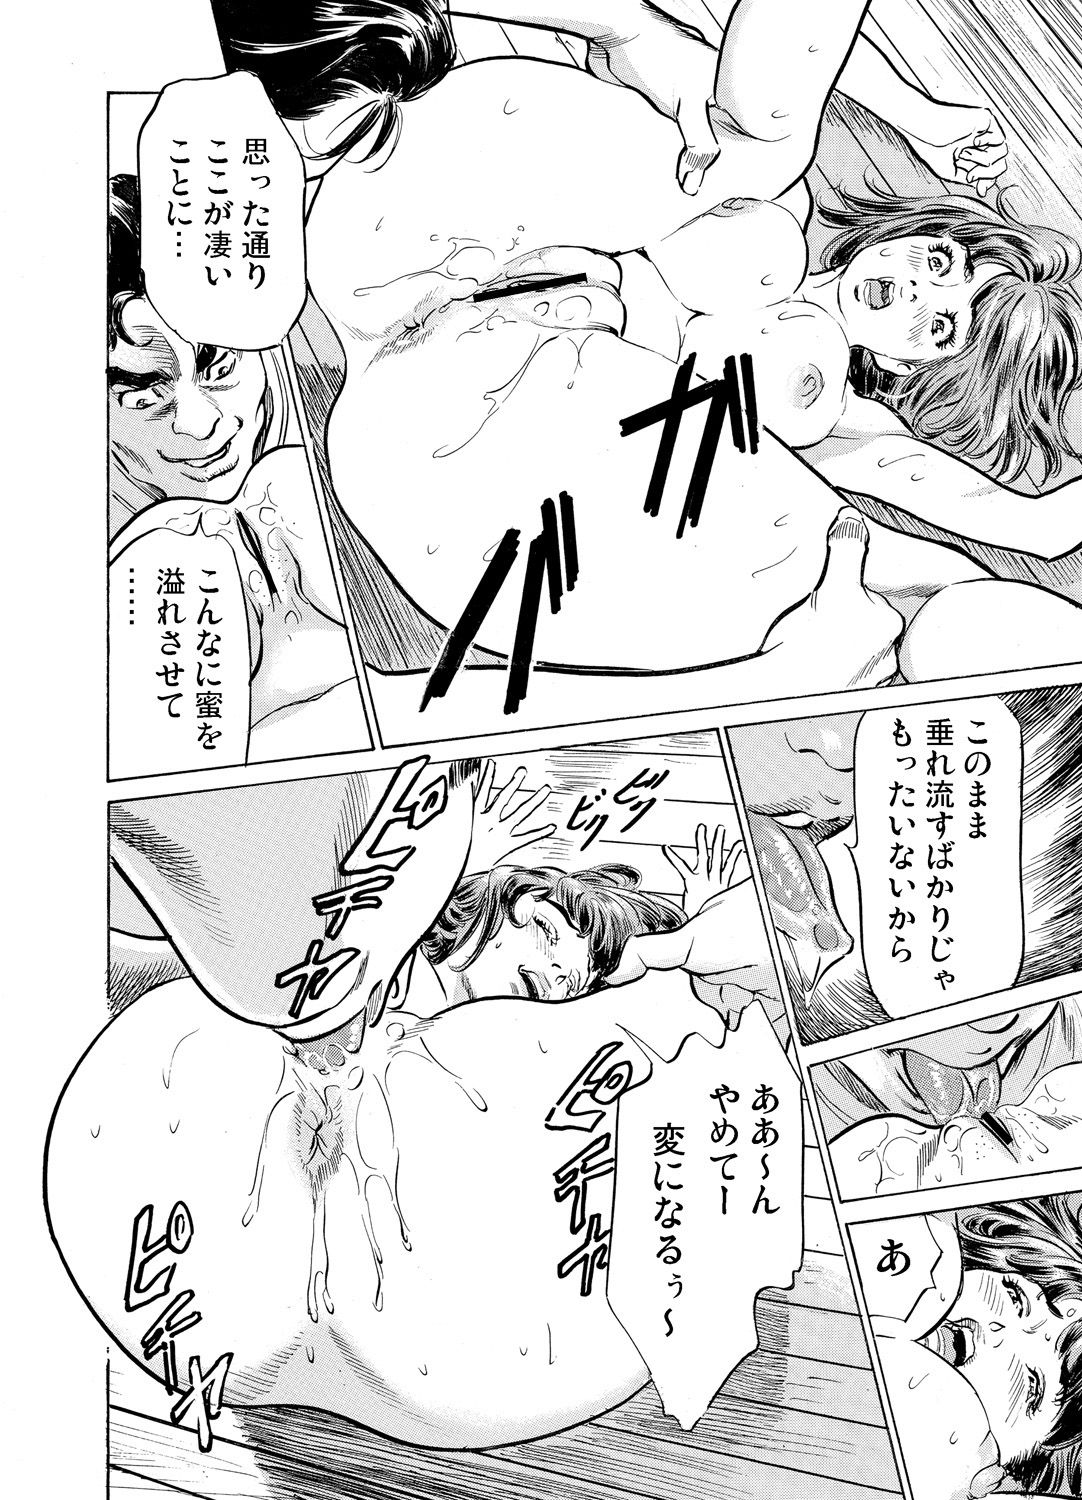 ガ
バ
思った通り
ここが凄い
ことに…
こんなに蜜を
溢れさせて
……
このまま
垂れ流すばかりじゃ
もったいないから
あ
ビクッ
ビクッ
ピチャ
ああ～ん
やめてー
変になるぅ～
ピチャ
ピチャ